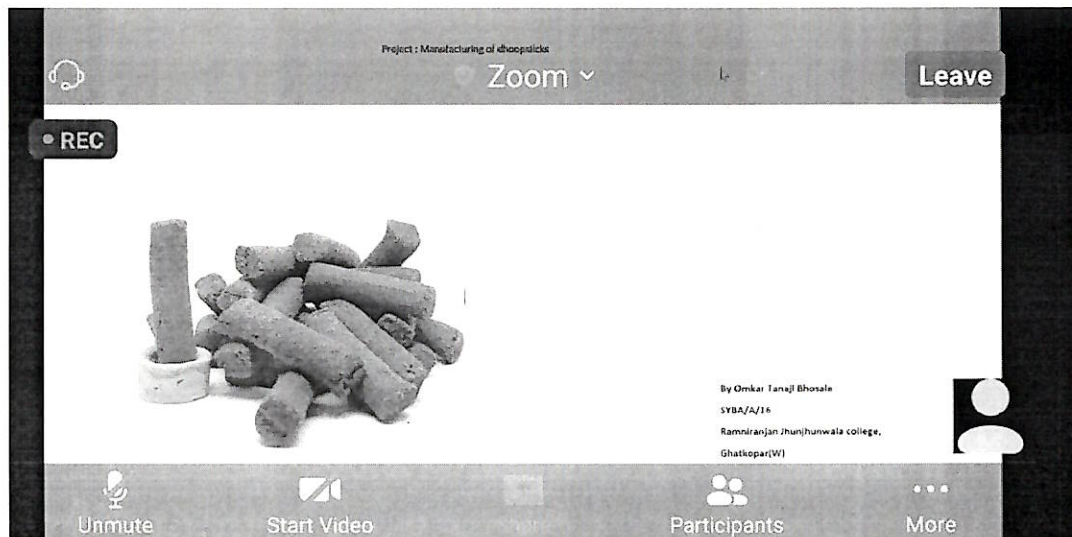 Project : Manufacturing of dhoopsticks
Zoom
Leave
REC
By Omkar Tanaji Bhosale
SYBA/A/16
Ramniranjan Jhunjhunwala college,
Ghatkopar(W)
Unmute
Start Video
Participants
More